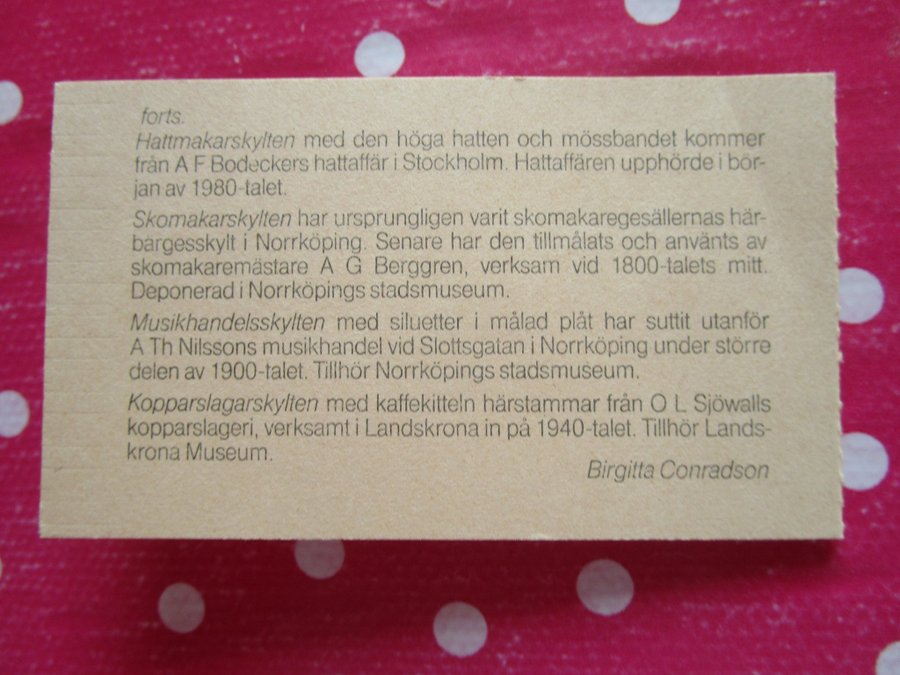 forts.
Hattmakarskylten med den höga hatten och mössbandet kommer
från A F Bodeckers hattaffär i Stockholm. Hattaffären upphörde i bör-
jan av 1980-talet.
Skomakarskylten har ursprungligen varit skomakaregesällernas här-
bärgesskylt i Norrköping. Senare har den tillmålats och använts av
skomakaremästare A G Berggren, verksam vid 1800-talets mitt.
Deponerad i Norrköpings stadsmuseum.
Musikhandelsskylten med siluetter i målad plåt har suttit utanför
A Th Nilssons musikhandel vid Slottsgatan i Norrköping under större
delen av 1900-talet. Tillhör Norrköpings stadsmuseum.
Kopparslagarskylten med kaffekitteln härstammar från O L Sjöwalls
kopparslageri, verksamt i Landskrona in på 1940-talet. Tillhör Lands-
krona Museum.
Birgitta Conradson